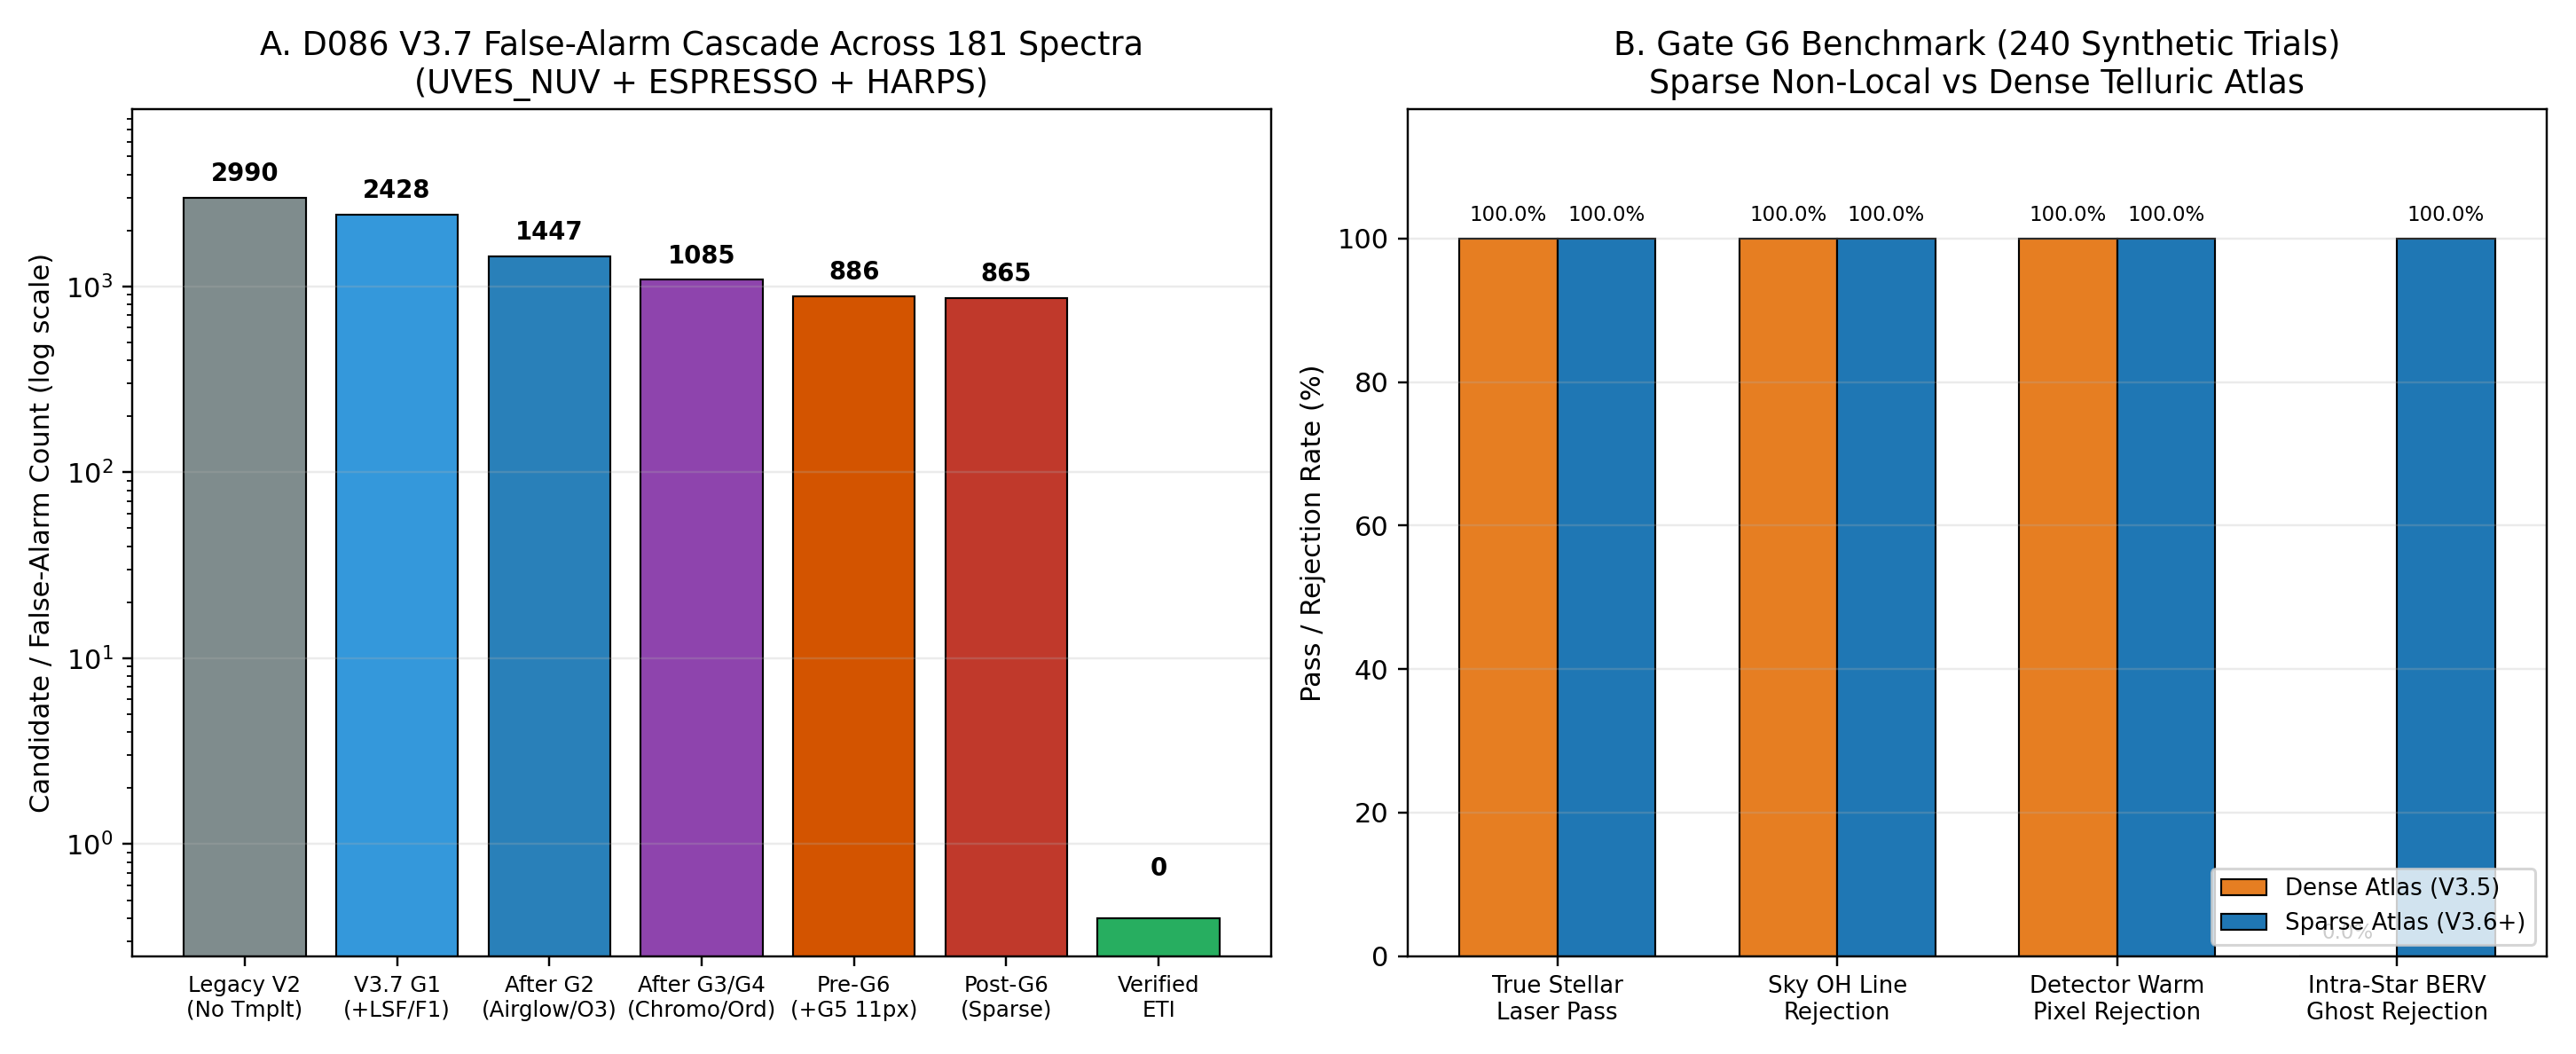 A. D086 V3.7 False-Alarm Cascade Across 181 Spectra
(UVES_NUV + ESPRESSO + HARPS)
Candidate / False-Alarm Count (log scale)
10³
10²
10¹
10⁰
2990
2428
1447
1085
886
865
0
Legacy V2
(No Tmplt)
V3.7 G1
(+LSF/F1)
After G2
(Airglow/O3)
After G3/G4
(Chromo/Ord)
Pre-G6
(+G5 11px)
Post-G6
(Sparse)
Verified
ETI
B. Gate G6 Benchmark (240 Synthetic Trials)
Sparse Non-Local vs Dense Telluric Atlas
Pass / Rejection Rate (%)
100
80
60
40
20
0
100.0%
100.0%
100.0%
100.0%
100.0%
100.0%
0.0%
100.0%
Dense Atlas (V3.5)
Sparse Atlas (V3.6+)
True Stellar
Laser Pass
Sky OH Line
Rejection
Detector Warm
Pixel Rejection
Intra-Star BERV
Ghost Rejection